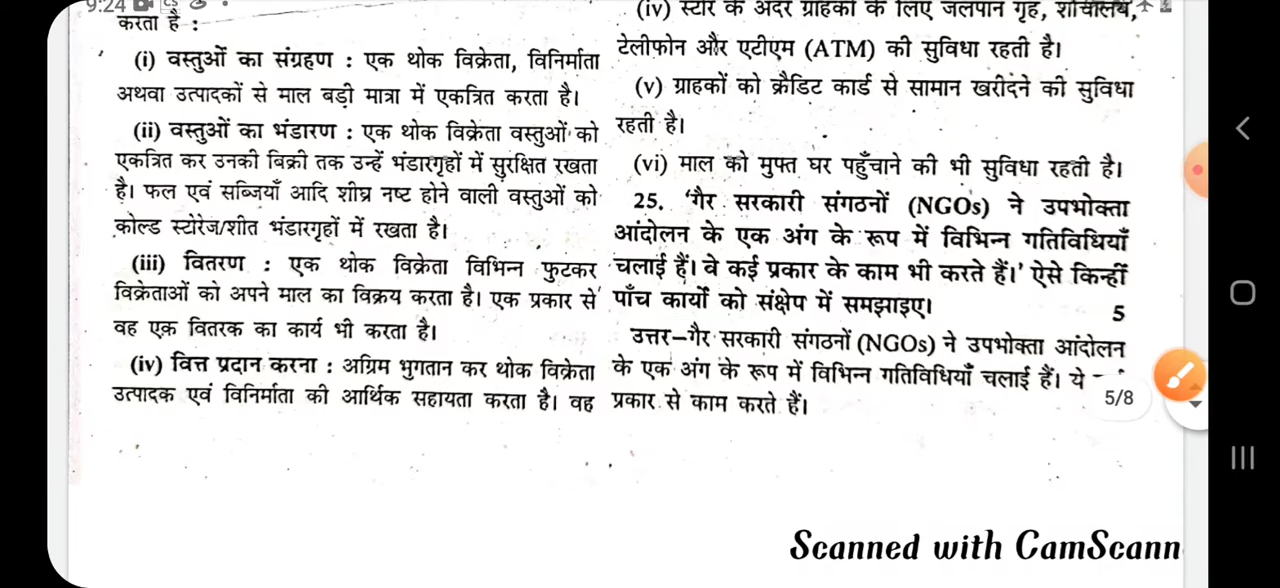 9:24
करता है :
(i) वस्तुओं का संग्रहण : एक थोक विक्रेता, विनिर्माता
अथवा उत्पादकों से माल बड़ी मात्रा में एकत्रित करता है।
(ii) वस्तुओं का भंडारण : एक थोक विक्रेता वस्तुओं को
एकत्रित कर उनकी बिक्री तक उन्हें भंडारगृहों में सुरक्षित रखता
है। फल एवं सब्जियाँ आदि शीघ्र नष्ट होने वाली वस्तुओं को
कोल्ड स्टोरेज/शीत भंडारगृहों में रखता है।
(iii) वितरण : एक थोक विक्रेता विभिन्न फुटकर
विक्रेताओं को अपने माल का विक्रय करता है। एक प्रकार से
वह एक वितरक का कार्य भी करता है।
(iv) वित्त प्रदान करना : अग्रिम भुगतान कर थोक विक्रेता
उत्पादक एवं विनिर्माता की आर्थिक सहायता करता है। वह
(iv) स्टोर के अंदर ग्राहकों के लिए जलपान गृह, शौचालय,
टेलीफोन और एटीएम (ATM) की सुविधा रहती है।
(v) ग्राहकों को क्रैडिट कार्ड से सामान खरीदने की सुविधा
रहती है।
(vi) माल को मुफ्त घर पहुँचाने की भी सुविधा रहती है।
25. 'गैर सरकारी संगठनों (NGOs) ने उपभोक्ता
आंदोलन के एक अंग के रूप में विभिन्न गतिविधियाँ
चलाई हैं। वे कई प्रकार के काम भी करते हैं।' ऐसे किन्हीं
पाँच कार्यों को संक्षेप में समझाइए। 5
उत्तर–गैर सरकारी संगठनों (NGOs) ने उपभोक्ता आंदोलन
के एक अंग के रूप में विभिन्न गतिविधियाँ चलाई हैं। ये
प्रकार से काम करते हैं।
5/8
Scanned with CamScann